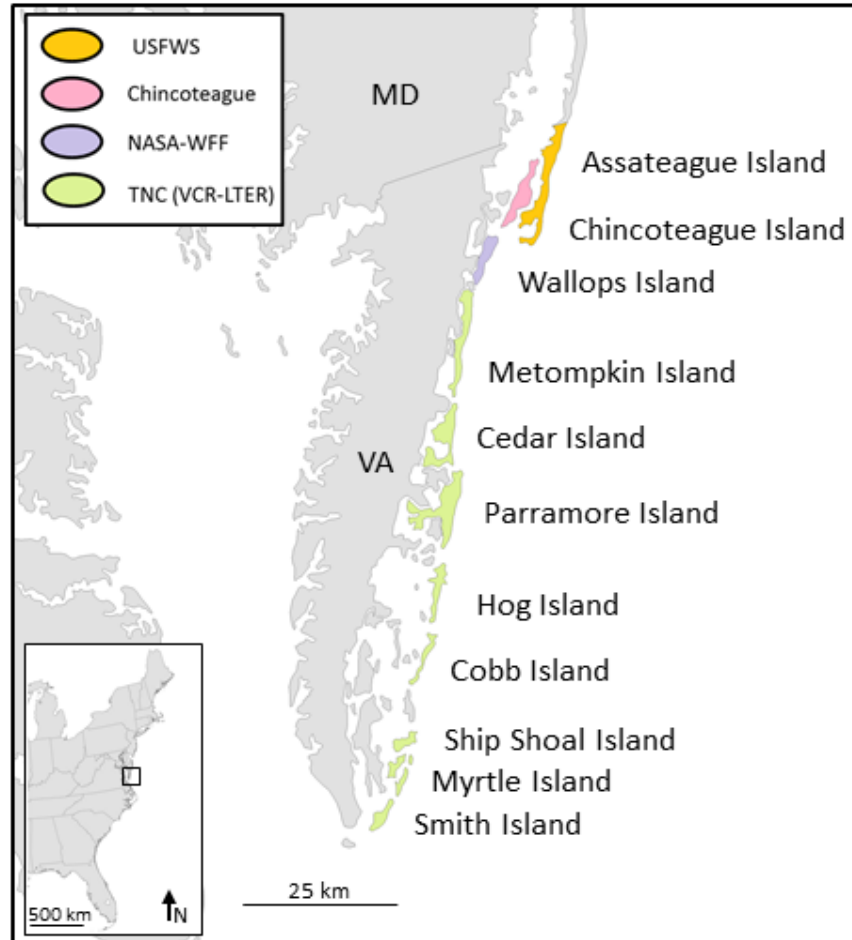 USFWS
Chincoteague
NASA-WFF
TNC (VCR-LTER)
MD
Assateague Island
Chincoteague Island
Wallops Island
Metompkin Island
Cedar Island
VA
Parramore Island
Hog Island
Cobb Island
Ship Shoal Island
Myrtle Island
Smith Island
25 km
500 km
N